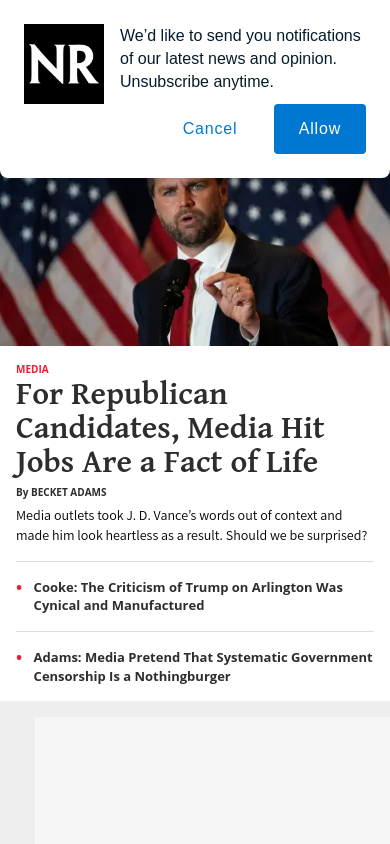 NR
We’d like to send you notifications
of our latest news and opinion.
Unsubscribe anytime.
Cancel
Allow
MEDIA
For Republican
Candidates, Media Hit
Jobs Are a Fact of Life
By BECKET ADAMS
Media outlets took J. D. Vance’s words out of context and
made him look heartless as a result. Should we be surprised?
• Cooke: The Criticism of Trump on Arlington Was
Cynical and Manufactured
• Adams: Media Pretend That Systematic Government
Censorship Is a Nothingburger